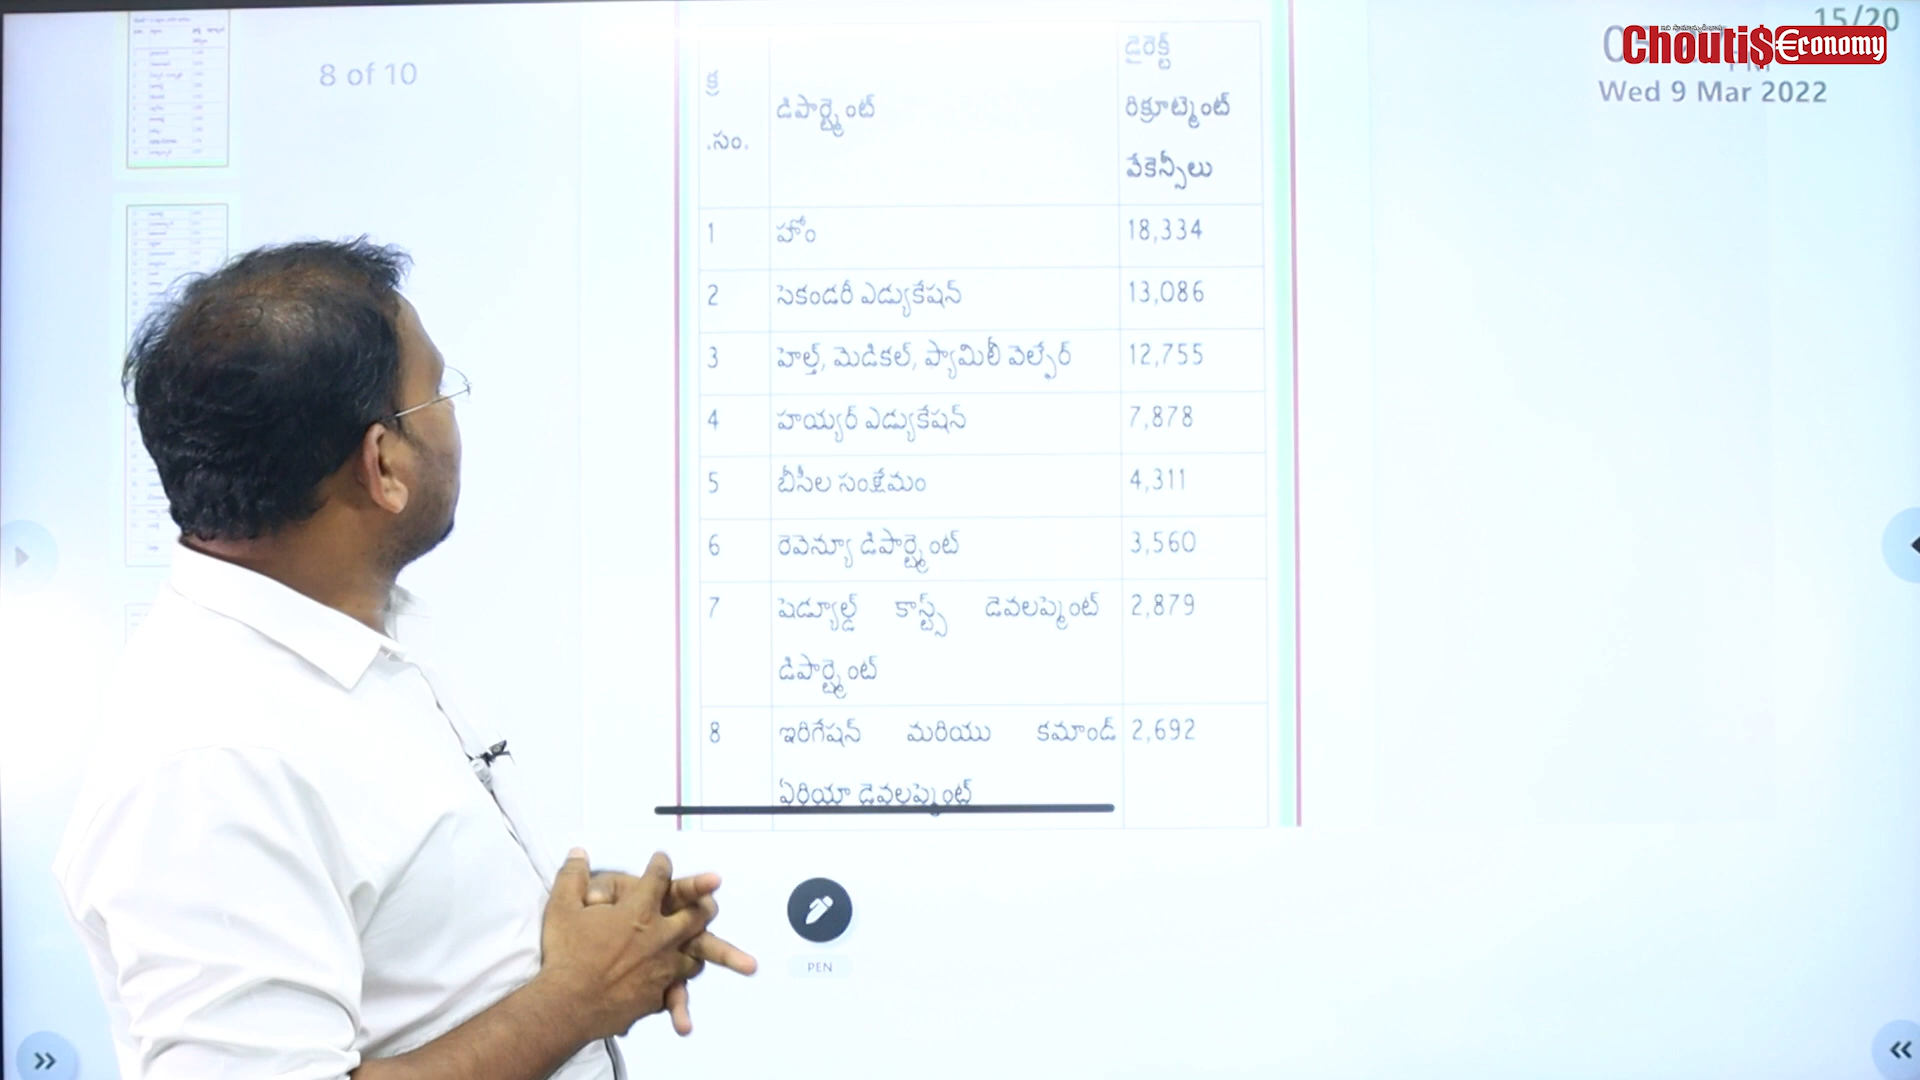 15/20
Chouti$
€conomy
8 of 10
Wed 9 Mar 2022
క్ర
.సం.
డిపార్ట్మెంట్
డైరెక్ట్
రిక్రూట్మెంట్
వేకెన్సీలు
1 హోం 18,334
2 సెకండరీ ఎడ్యుకేషన్ 13,086
3 హెల్త్, మెడికల్, ఫ్యామిలీ వెల్ఫేర్ 12,755
4 హయ్యర్ ఎడ్యుకేషన్ 7,878
5 బీసీల సంక్షేమం 4,311
6 రెవెన్యూ డిపార్ట్మెంట్ 3,560
7 షెడ్యూల్డ్ కాస్ట్స్ డెవలప్మెంట్ 2,879
డిపార్ట్మెంట్
8 ఇరిగేషన్ మరియు కమాండ్ 2,692
ఏరియా డెవలప్మెంట్
PEN